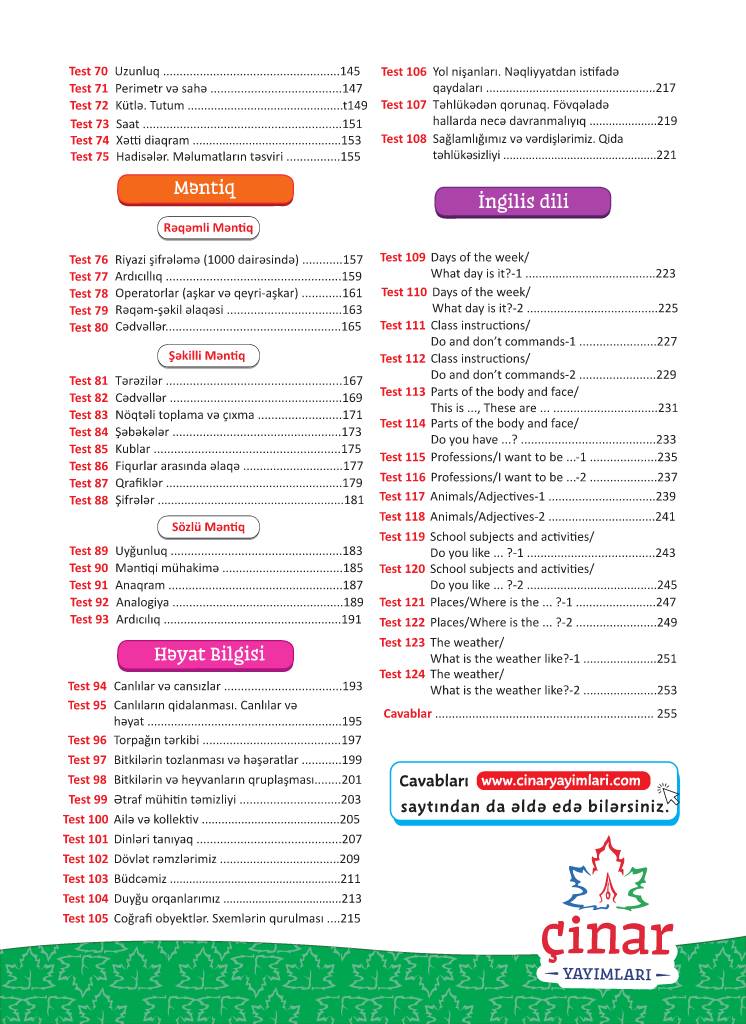 Test 70 Uzunluq ......................................................145
Test 71 Perimetr və sahə .........................................147
Test 72 Kütlə. Tutum ...............................................t149
Test 73 Saat .............................................................151
Test 74 Xətti diaqram ..............................................153
Test 75 Hadisələr. Məlumatların təsviri ................155
Məntiq
Rəqəmli Məntiq
Test 76 Riyazi şifrələmə (1000 dairəsində) ............157
Test 77 Ardıcıllıq ......................................................159
Test 78 Operatorlar (aşkar və qeyri-aşkar) ............161
Test 79 Rəqəm-şəkil əlaqəsi ...................................163
Test 80 Cədvəllər.....................................................165
Şəkilli Məntiq
Test 81 Tərəzilər ......................................................167
Test 82 Cədvəllər ....................................................169
Test 83 Nöqtəli toplama və çıxma .........................171
Test 84 Şəbəkələr ...................................................173
Test 85 Kublar .........................................................175
Test 86 Fiqurlar arasında əlaqə ..............................177
Test 87 Qrafiklər .....................................................179
Test 88 Şifrələr ........................................................181
Sözlü Məntiq
Test 89 Uyğunluq ....................................................183
Test 90 Məntiqi mühakimə ....................................185
Test 91 Anaqram .....................................................187
Test 92 Analogiya ....................................................189
Test 93 Ardıcılıq .......................................................191
Həyat Bilgisi
Test 94 Canlılar və cansızlar ...................................193
Test 95 Canlıların qidalanması. Canlılar və
həyat ...........................................................195
Test 96 Torpağın tərkibi ..........................................197
Test 97 Bitkilərin tozlanması və həşəratlar ...........199
Test 98 Bitkilərin və heyvanların qruplaşması........201
Test 99 Ətraf mühitin təmizliyi ...............................203
Test 100 Ailə və kollektiv ..........................................205
Test 101 Dinləri tanıyaq ............................................207
Test 102 Dövlət rəmzlərimiz ....................................209
Test 103 Büdcəmiz ....................................................211
Test 104 Duyğu orqanlarımız ....................................213
Test 105 Coğrafi obyektlər. Sxemlərin qurulması ....215
Test 106 Yol nişanları. Nəqliyyatdan istifadə
qaydaları ...................................................217
Test 107 Təhlükədən qorunaq. Fövqəladə
hallarda necə davranmalıyıq ....................219
Test 108 Sağlamlığımız və vərdişlərimiz. Qida
təhlükəsizliyi ..............................................221
İngilis dili
Test 109 Days of the week/
What day is it?-1 .......................................223
Test 110 Days of the week/
What day is it?-2 .......................................225
Test 111 Class instructions/
Do and don’t commands-1 ........................227
Test 112 Class instructions/
Do and don’t commands-2 ........................229
Test 113 Parts of the body and face/
This is ..., These are ... ................................231
Test 114 Parts of the body and face/
Do you have ...? .........................................233
Test 115 Professions/I want to be ...-1 ....................235
Test 116 Professions/I want to be ...-2 ....................237
Test 117 Animals/Adjectives-1 .................................239
Test 118 Animals/Adjectives-2 .................................241
Test 119 School subjects and activities/
Do you like ... ?-1 .......................................243
Test 120 School subjects and activities/
Do you like ... ?-2 .......................................245
Test 121 Places/Where is the ... ?-1 .........................247
Test 122 Places/Where is the ... ?-2 .........................249
Test 123 The weather/
What is the weather like?-1 ......................251
Test 124 The weather/
What is the weather like?-2 ......................253
Cavablar .................................................................. 255
Cavabları www.cinaryayimlari.com
saytından da əldə edə bilərsiniz.
çinar
YAYIMLARI